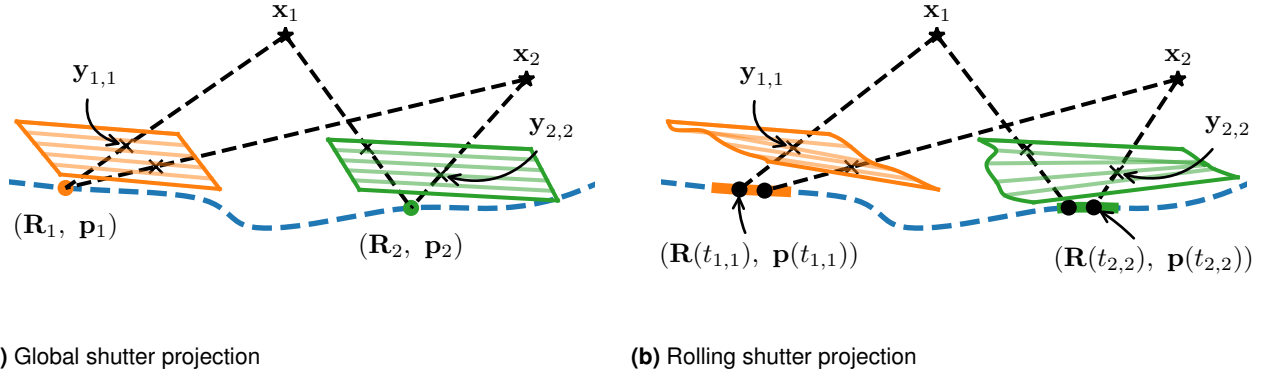 x₁
x₂
y₁,₁
y₂,₂
(R₁, p₁)
(R₂, p₂)
) Global shutter projection
x₁
x₂
y₁,₁
y₂,₂
(R(t₁,₁), p(t₁,₁))
(R(t₂,₂), p(t₂,₂))
(b) Rolling shutter projection